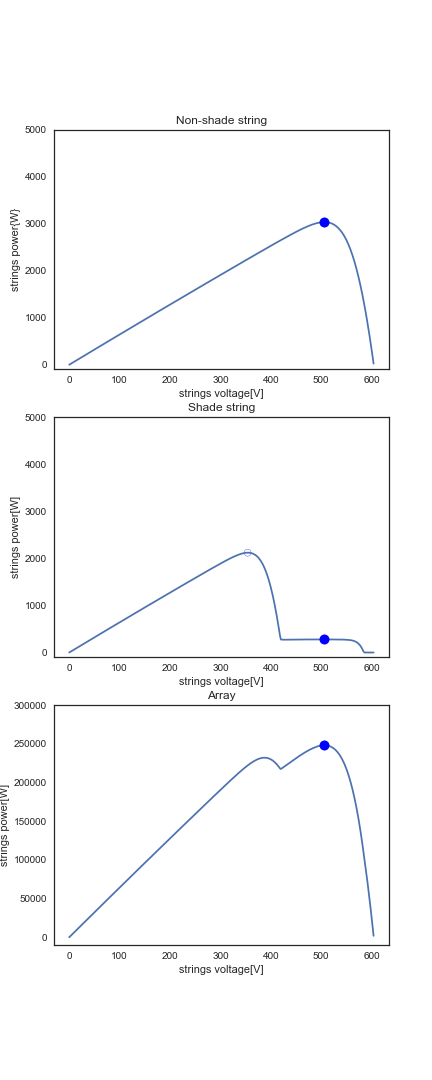 Non-shade string
5000
4000
3000
2000
1000
0
strings power{W}
0 100 200 300 400 500 600
strings voltage[V]
Shade string
5000
4000
3000
2000
1000
0
strings power[W]
0 100 200 300 400 500 600
strings voltage[V]
Array
300000
250000
200000
150000
100000
50000
0
strings power[W]
0 100 200 300 400 500 600
strings voltage[V]